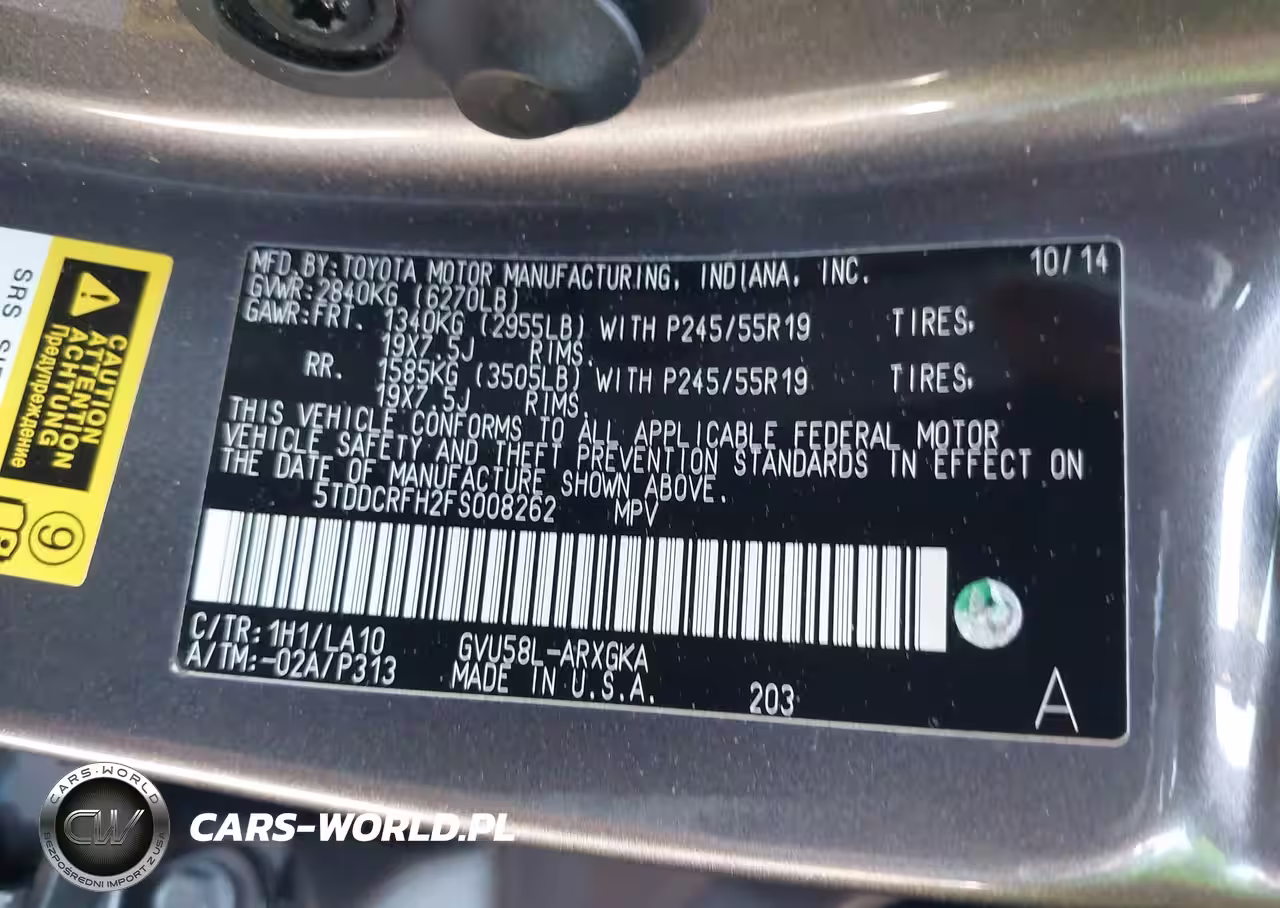 MFD. BY: TOYOTA MOTOR MANUFACTURING, INDIANA, INC. 10/14
GVWR: 2840KG (6270LB)
GAWR: FRT. 1340KG (2955LB) WITH P245/55R19 TIRES,
19X7.5J RIMS.
RR. 1585KG (3505LB) WITH P245/55R19 TIRES,
19X7.5J RIMS.
THIS VEHICLE CONFORMS TO ALL APPLICABLE FEDERAL MOTOR
VEHICLE SAFETY AND THEFT PREVENTION STANDARDS IN EFFECT ON
THE DATE OF MANUFACTURE SHOWN ABOVE.
5TDDCRFH2FS008262 MPV
C/TR: 1H1/LA10 GVU58L-ARXGKA
A/TM: -02A/P313 MADE IN U.S.A. 203
A
CAUTION
ATTENTION
ACHTUNG
Предупреждение
9
SRS
CARS-WORLD
CW
BEZPOŚREDNI IMPORT Z USA
CARS-WORLD.PL